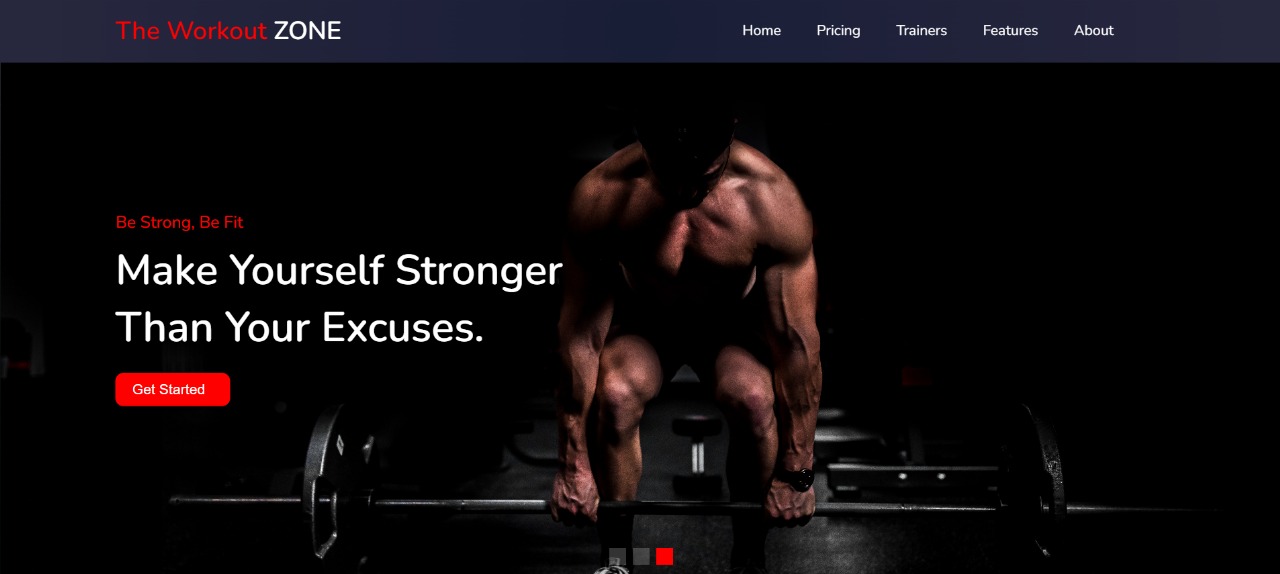 The Workout ZONE
Home Pricing Trainers Features About
Be Strong, Be Fit
Make Yourself Stronger
Than Your Excuses.
Get Started